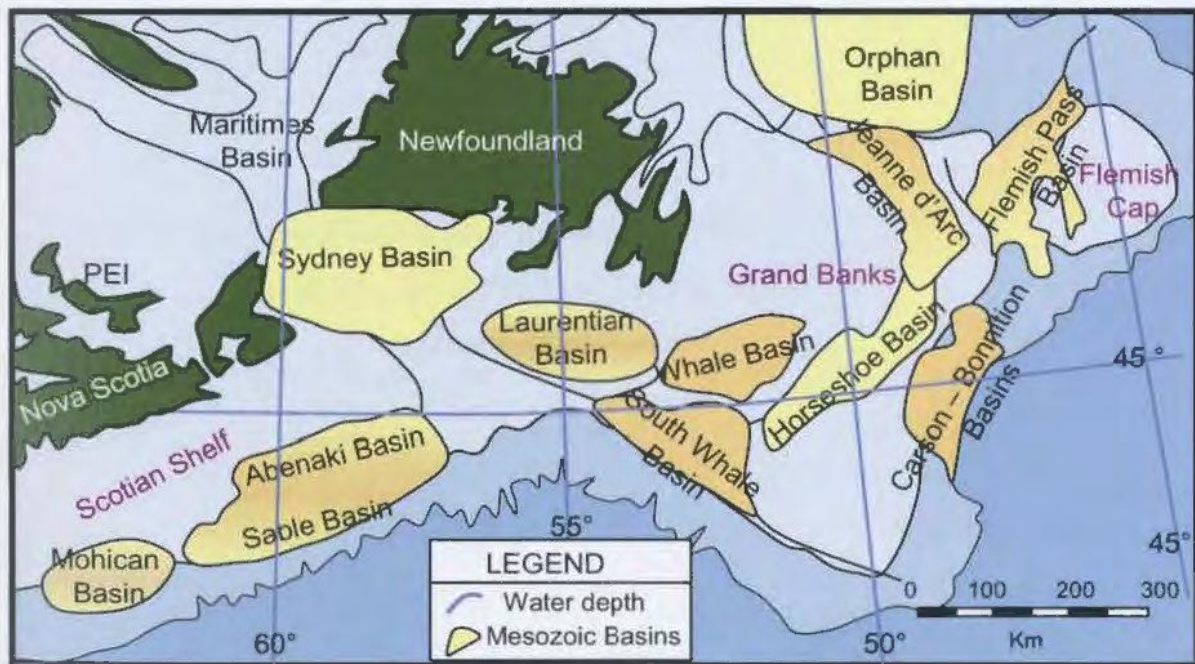 Orphan
Basin
Maritimes
Basin
Newfoundland
Jeanne d'Arc
Basin
Flemish Pass
Basin
Flemish
Cap
PEI
Sydney Basin
Grand Banks
Laurentian
Basin
Whale Basin
Horseshoe Basin
Carson – Bonnition
Basins
45°
Nova Scotia
Scotian Shelf
Abenaki Basin
Sable Basin
South Whale
Basin
Mohican
Basin
55°
45°
LEGEND
Water depth
Mesozoic Basins
0 100 200 300
Km
60°
50°